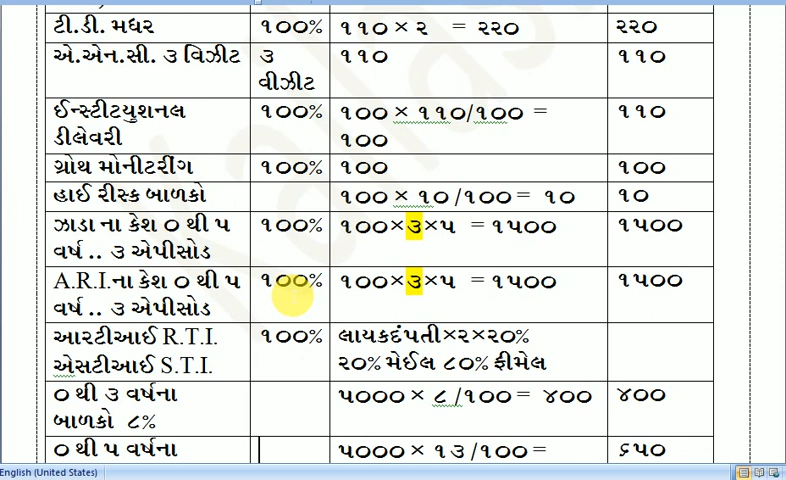 ટી.ડી. મધર ૧૦૦% ૧૧૦ × ૨ = ૨૨૦ ૨૨૦
એ.એન.સી. ૩ વિઝીટ ૩ ૧૧૦ ૧૧૦
વીઝીટ
ઈન્સ્ટીટયુશનલ ૧૦૦% ૧૦૦ × ૧૧૦/૧૦૦ = ૧૧૦
ડીલેવરી ૧૦૦
ગ્રોથ મોનીટરીંગ ૧૦૦% ૧૦૦ ૧૦૦
હાઈ રીસ્ક બાળકો ૧૦૦ × ૧૦ /૧૦૦ = ૧૦ ૧૦
ઝાડા ના કેશ ૦ થી ૫ ૧૦૦% ૧૦૦×૩×૫ = ૧૫૦૦ ૧૫૦૦
વર્ષ .. ૩ એપીસોડ
A.R.I.ના કેશ ૦ થી ૫ ૧૦૦% ૧૦૦×૩×૫ = ૧૫૦૦ ૧૫૦૦
વર્ષ .. ૩ એપીસોડ
આરટીઆઈ R.T.I. ૧૦૦% લાયકદંપતી×૨×૨૦%
એસટીઆઈ S.T.I. ૨૦% મેઈલ ૮૦% ફીમેલ
૦ થી ૩ વર્ષના ૫૦૦૦ × ૮ /૧૦૦ = ૪૦૦ ૪૦૦
બાળકો ૮%
૦ થી ૫ વર્ષના ૫૦૦૦ × ૧૩ /૧૦૦ = ૬૫૦
English (United States)